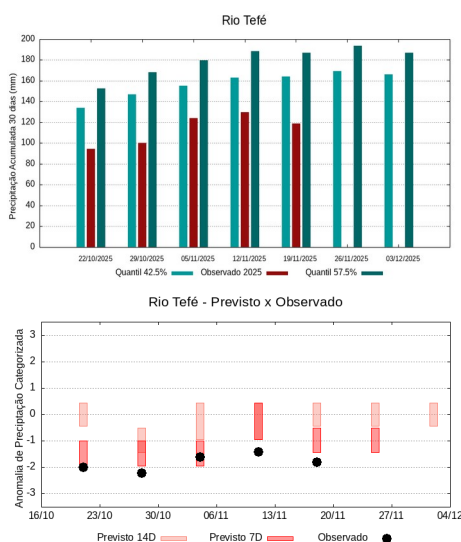 Rio Tefé
Precipitação Acumulada 30 dias (mm)
200
180
160
140
120
100
80
60
40
20
0
22/10/2025 29/10/2025 05/11/2025 12/11/2025 19/11/2025 26/11/2025 03/12/2025
Quantil 42.5% Observado 2025 Quantil 57.5%
Rio Tefé - Previsto x Observado
Anomalia de Precipitação Categorizada
3
2
1
0
-1
-2
-3
16/10 23/10 30/10 06/11 13/11 20/11 27/11 04/12
Previsto 14D Previsto 7D Observado